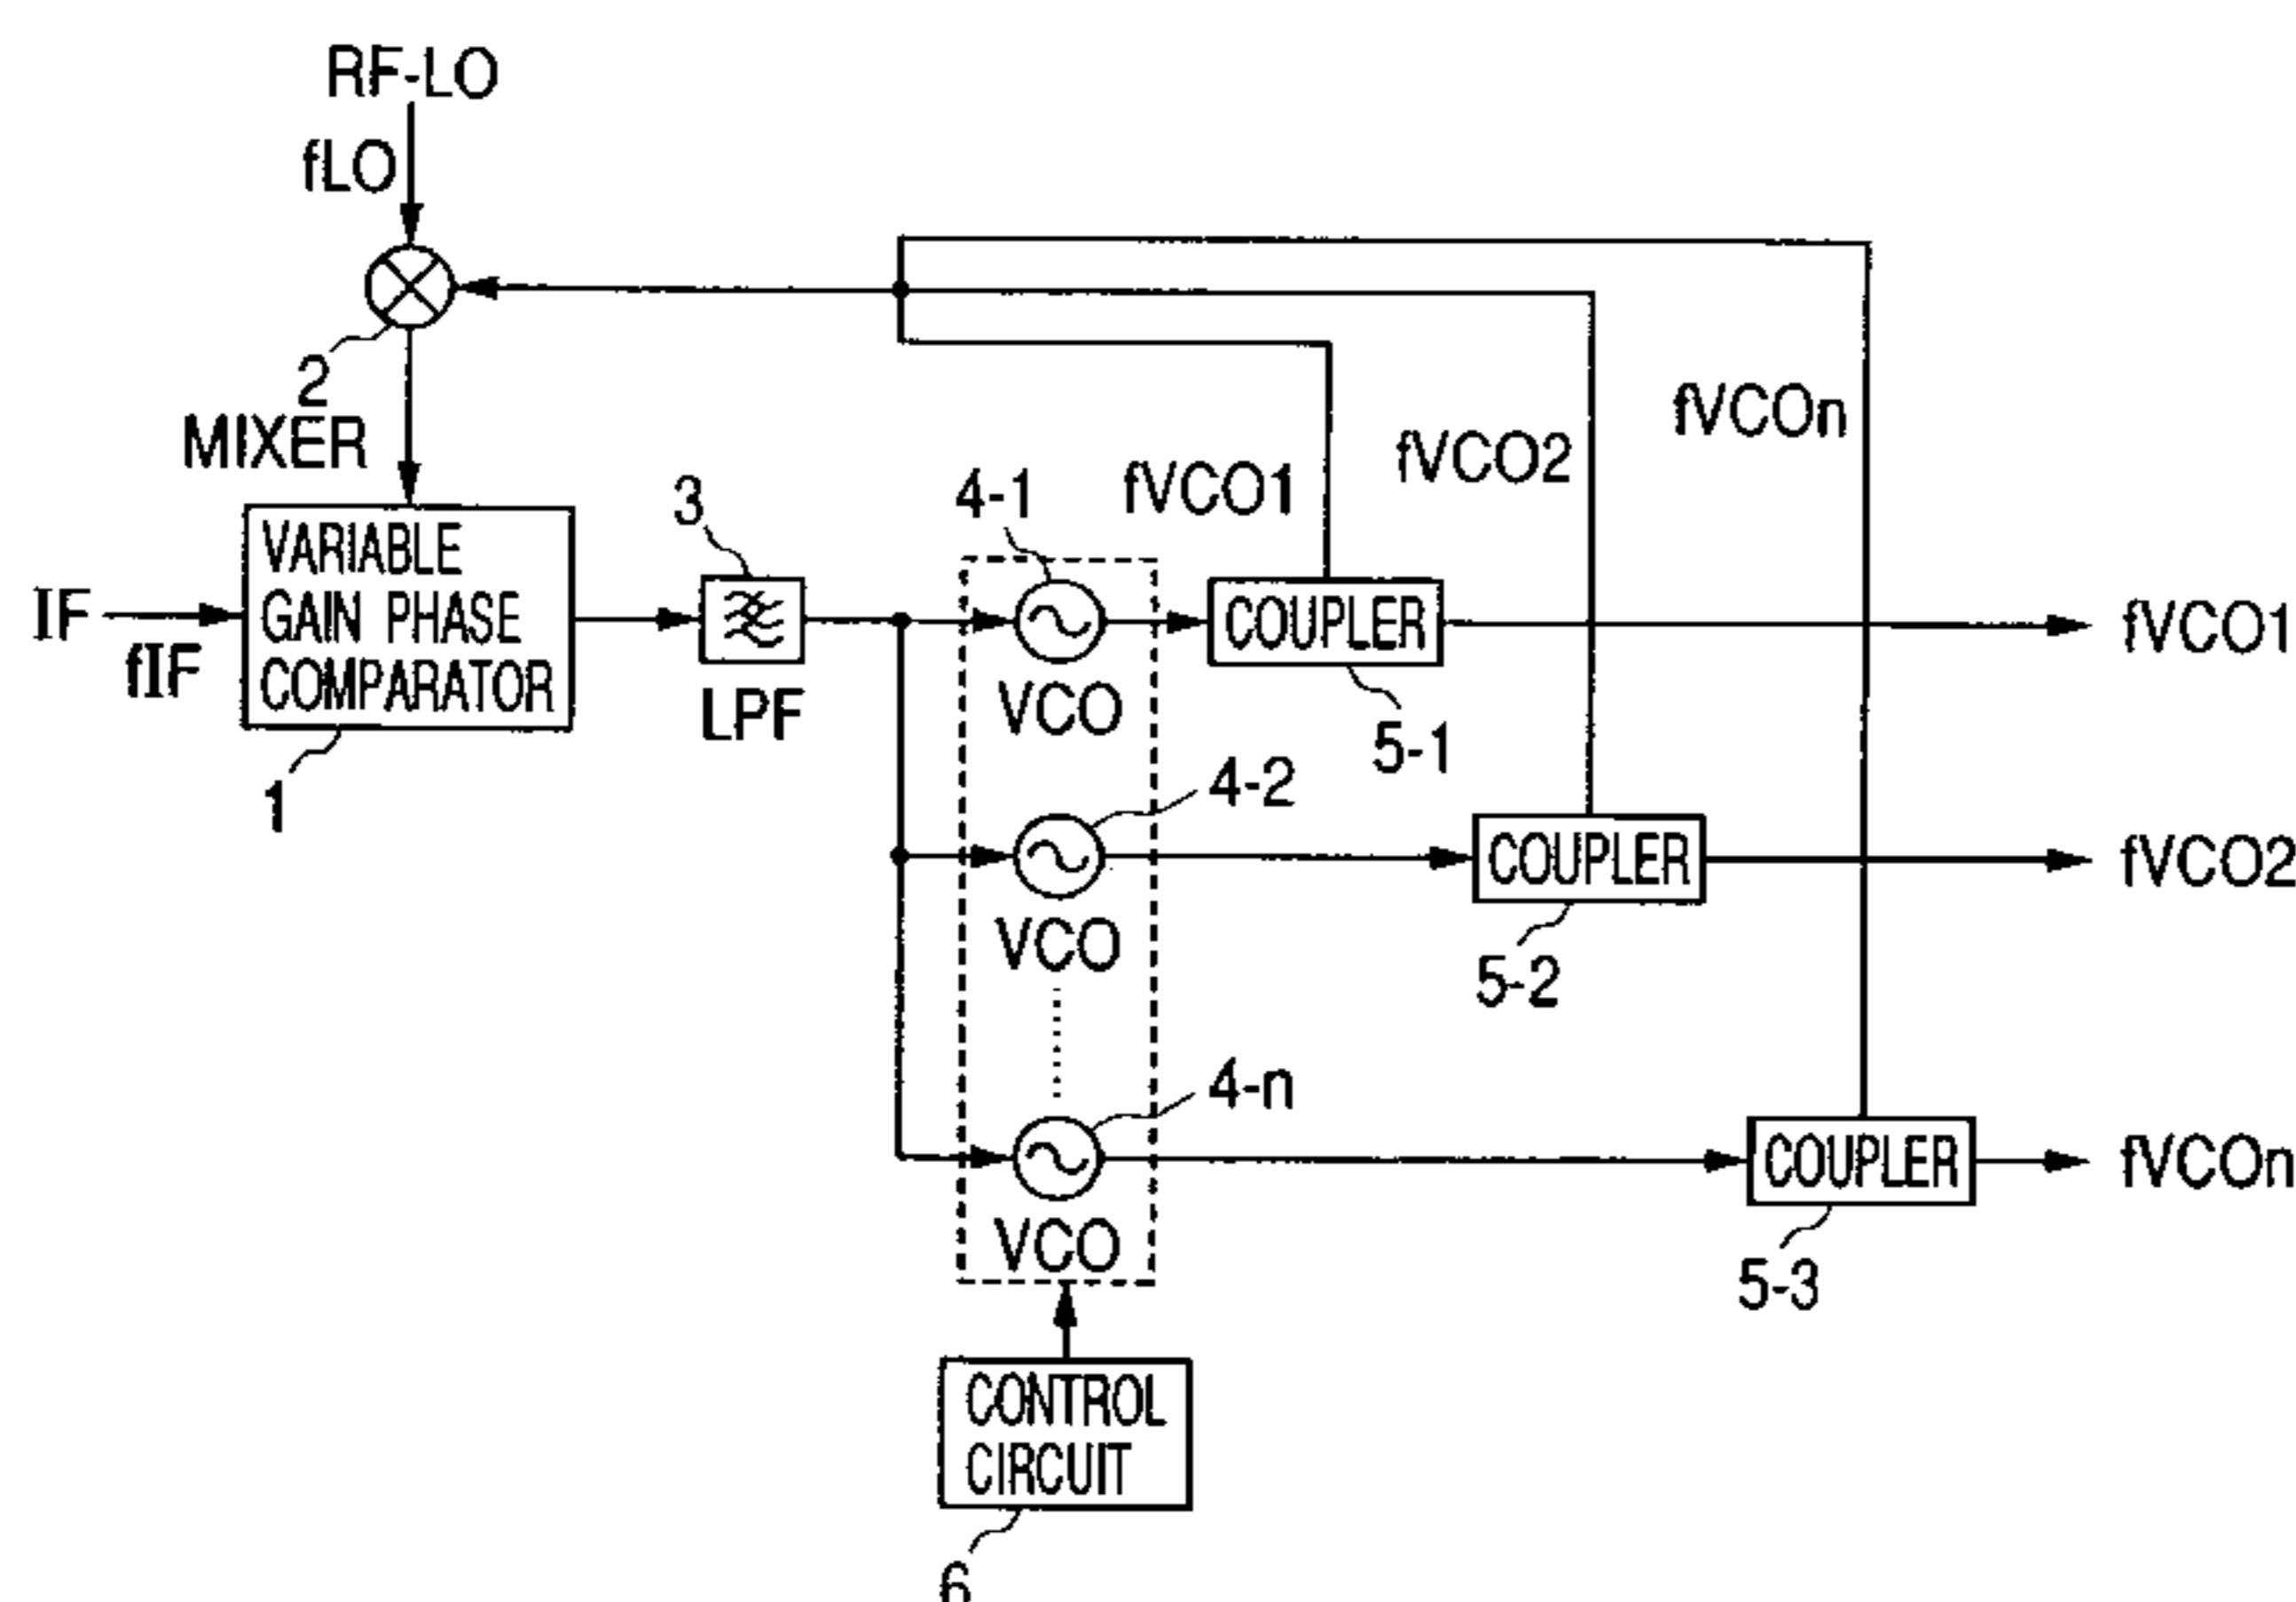 RF-LO
fLO
2
MIXER
fVCOn
fVCO2
fVCO1
3
4-1
VARIABLE
GAIN PHASE
COMPARATOR
IF
fIF
1
LPF
VCO
COUPLER
5-1
fVCO1
4-2
VCO
COUPLER
5-2
fVCO2
4-n
VCO
COUPLER
5-3
fVCOn
CONTROL
CIRCUIT
6